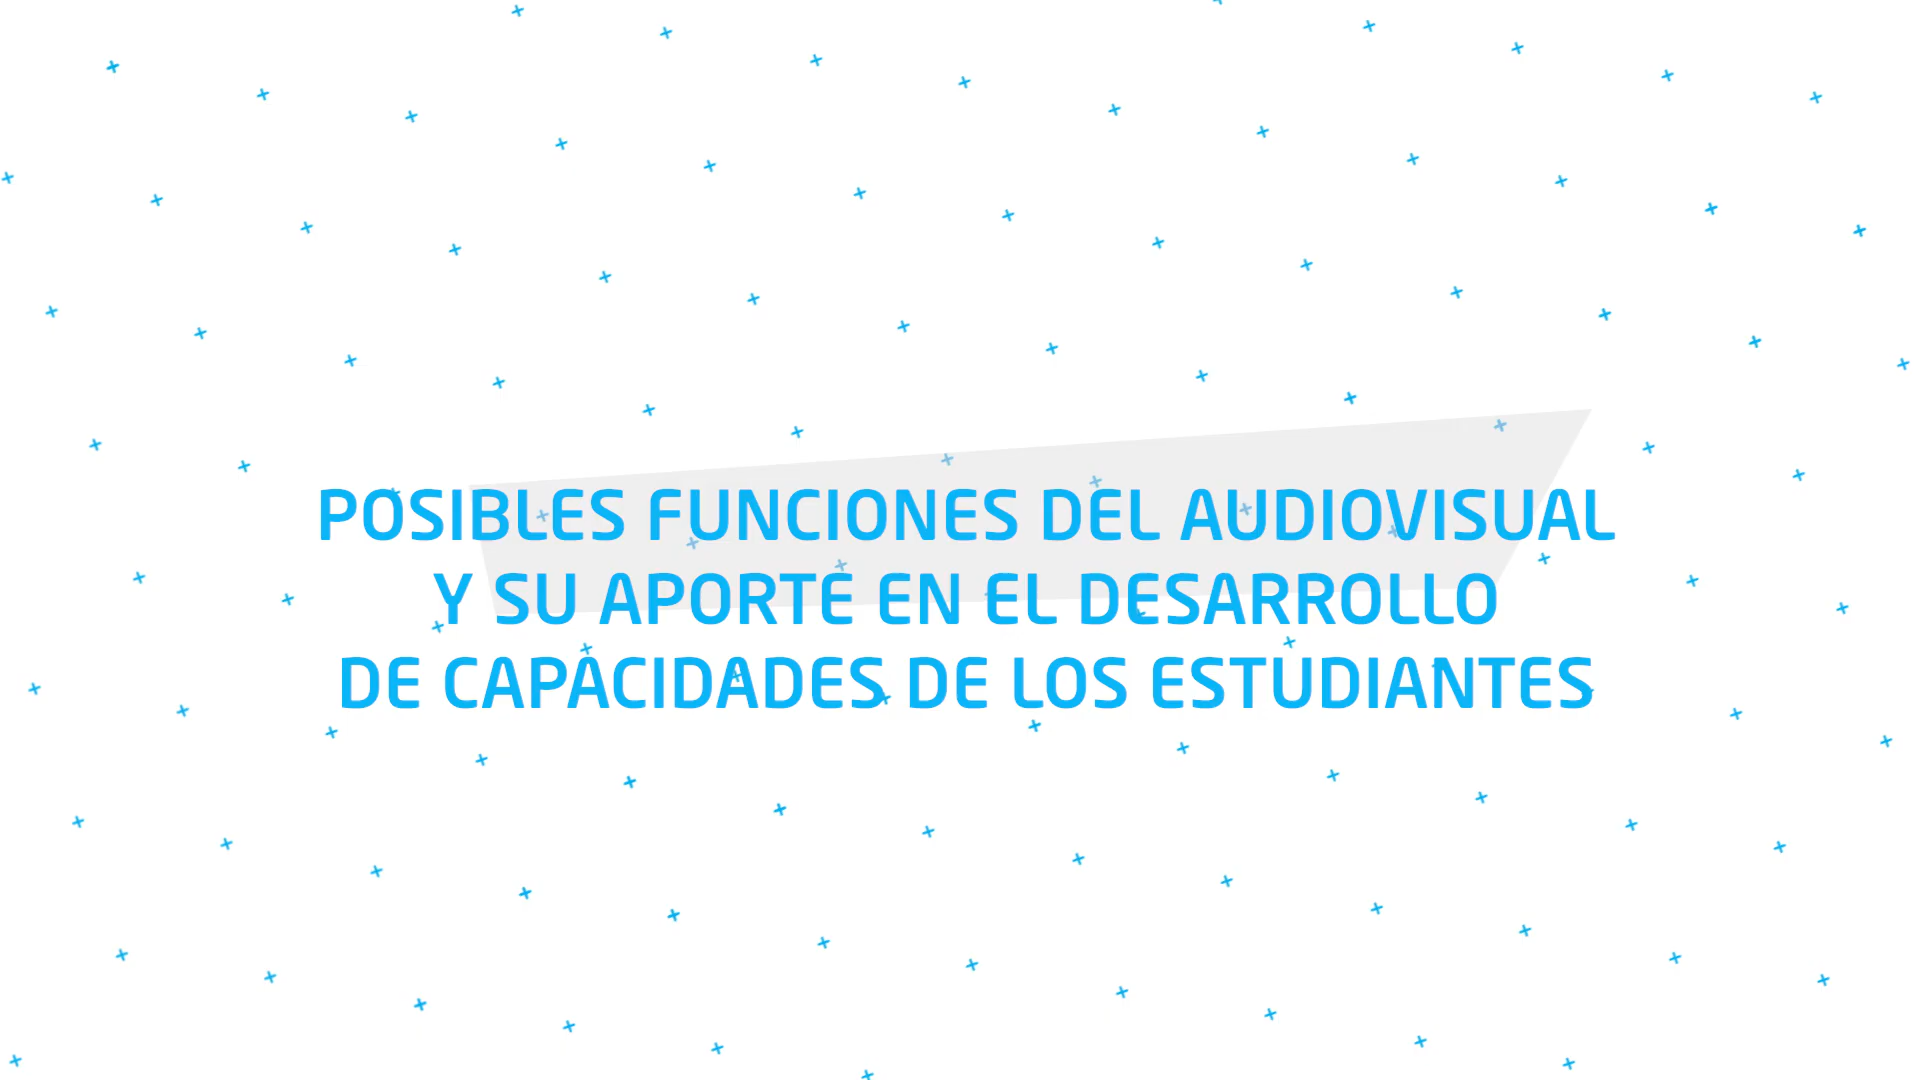 POSIBLES FUNCIONES DEL AUDIOVISUAL
Y SU APORTE EN EL DESARROLLO
DE CAPACIDADES DE LOS ESTUDIANTES